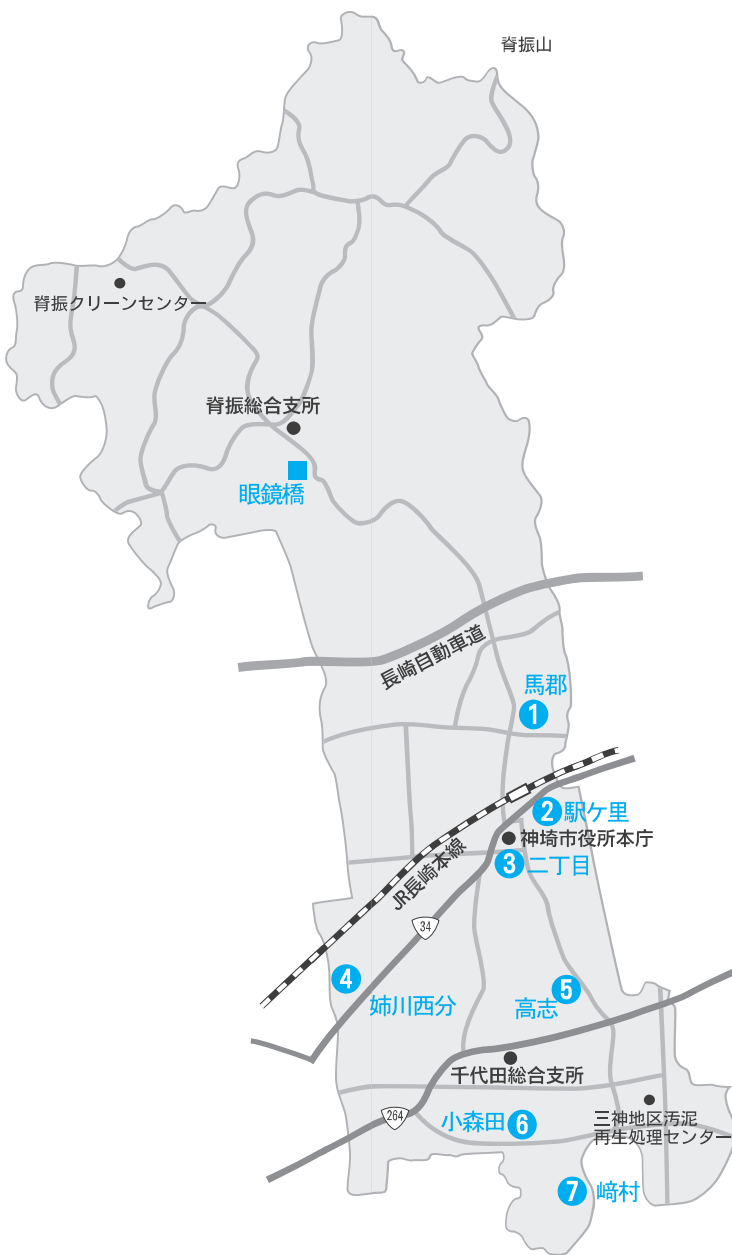 脊振山
脊振クリーンセンター
脊振総合支所
眼鏡橋
長崎自動車道
馬郡
1
2 駅ケ里
神埼市役所本庁
3 二丁目
JR長崎本線
34
4
姉川西分
5
高志
千代田総合支所
264
小森田 6
三神地区汚泥
再生処理センター
7 﨑村